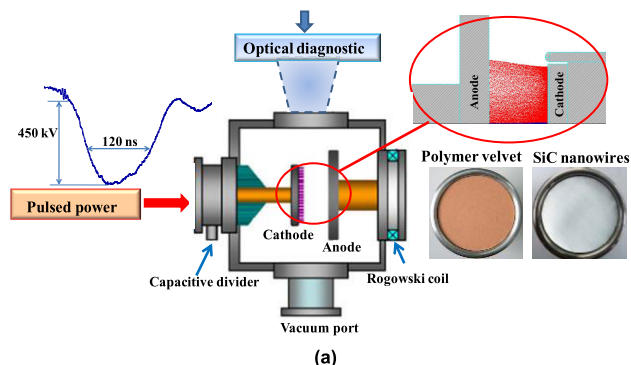 Optical diagnostic
450 kV
120 ns
Pulsed power
Cathode
Anode
Capacitive divider
Rogowski coil
Vacuum port
Anode
Cathode
Polymer velvet
SiC nanowires
(a)